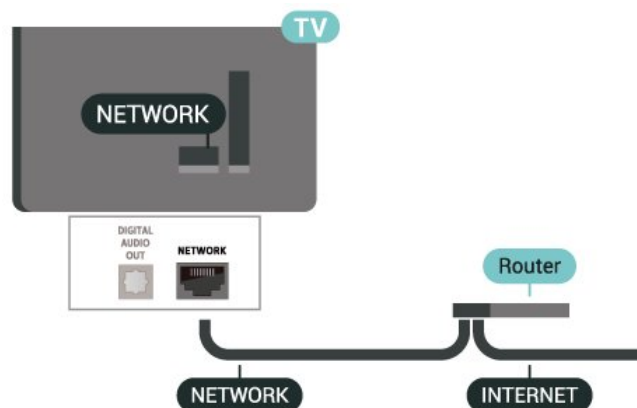 TV
NETWORK
DIGITAL
AUDIO
OUT
NETWORK
Router
NETWORK
INTERNET